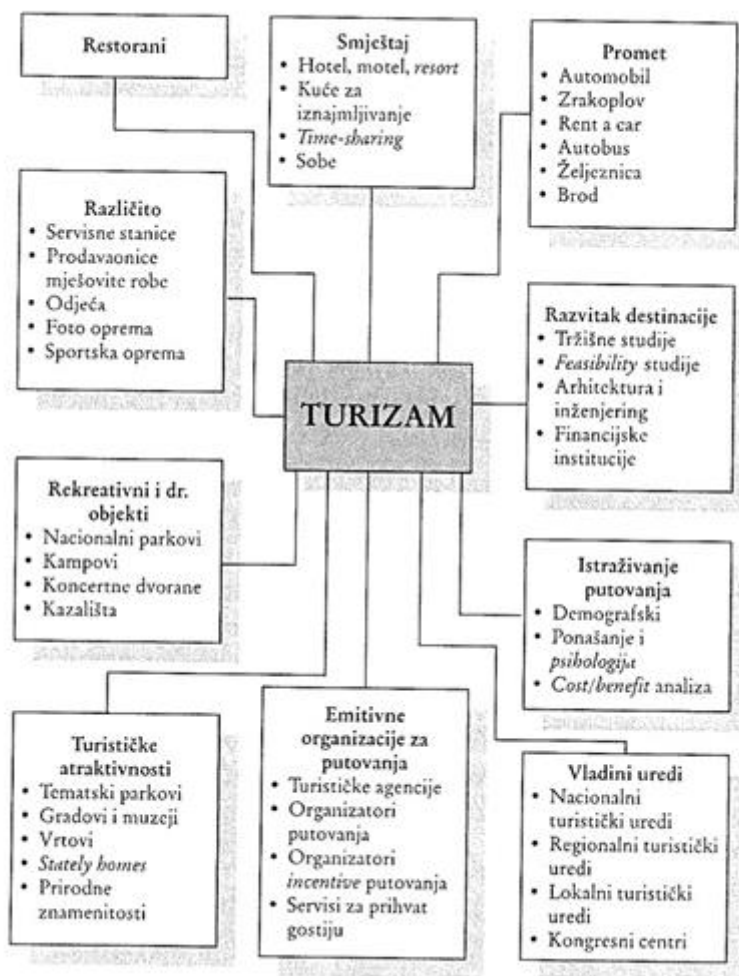 Restorani
Smještaj
• Hotel, motel, resort
• Kuće za
iznajmljivanje
• Time-sharing
• Sobe
Promet
• Automobil
• Zrakoplov
• Rent a car
• Autobus
• Željeznica
• Brod
Različito
• Servisne stanice
• Prodavaonice
mješovite robe
• Odjeća
• Foto oprema
• Sportska oprema
Razvitak destinacije
• Tržišne studije
• Feasibility studije
• Arhitektura i
inženjering
• Financijske
institucije
TURIZAM
Rekreativni i dr.
objekti
• Nacionalni parkovi
• Kampovi
• Koncertne dvorane
• Kazališta
Istraživanje
putovanja
• Demografski
• Ponašanje i
psihologija
• Cost/benefit analiza
Turističke
atraktivnosti
• Tematski parkovi
• Gradovi i muzeji
• Vrtovi
• Stately homes
• Prirodne
znamenitosti
Emitivne
organizacije za
putovanja
• Turističke agencije
• Organizatori
putovanja
• Organizatori
incentive putovanja
• Servisi za prihvat
gostiju
Vladini uredi
• Nacionalni
turistički uredi
• Regionalni turistički
uredi
• Lokalni turistički
uredi
• Kongresni centri